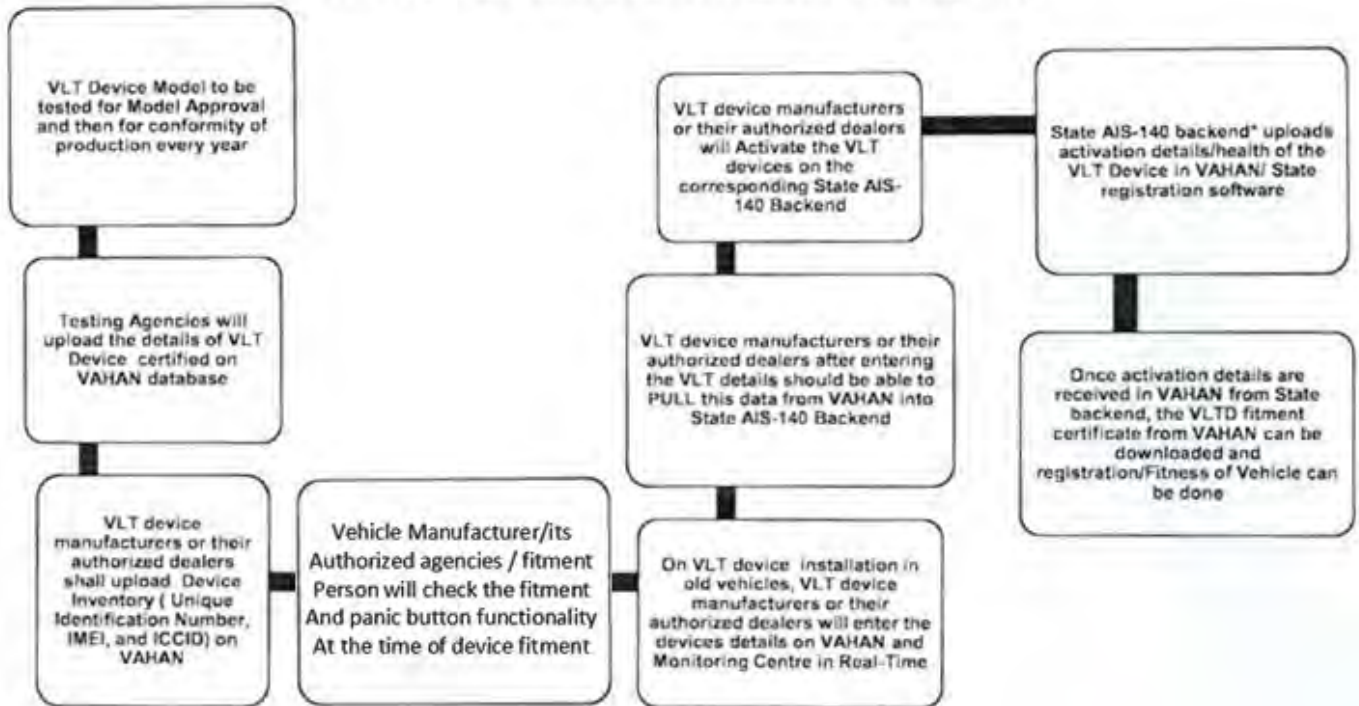 VLT Device Model to be
tested for Model Approval
and then for conformity of
production every year
Testing Agencies will
upload the details of VLT
Device certified on
VAHAN database
VLT device
manufacturers or their
authorized dealers
shall upload Device
Inventory ( Unique
Identification Number,
IMEI, and ICCID) on
VAHAN
Vehicle Manufacturer/its
Authorized agencies / fitment
Person will check the fitment
And panic button functionality
At the time of device fitment
On VLT device installation in
old vehicles, VLT device
manufacturers or their
authorized dealers will enter the
devices details on VAHAN and
Monitoring Centre in Real-Time
VLT device manufacturers or their
authorized dealers after entering
the VLT details should be able to
PULL this data from VAHAN into
State AIS-140 Backend
VLT device manufacturers
or their authorized dealers
will Activate the VLT
devices on the
corresponding State AIS-
140 Backend
State AIS-140 backend* uploads
activation details/health of the
VLT Device in VAHAN/ State
registration software
Once activation details are
received in VAHAN from State
backend, the VLTD fitment
certificate from VAHAN can be
downloaded and
registration/Fitness of Vehicle can
be done